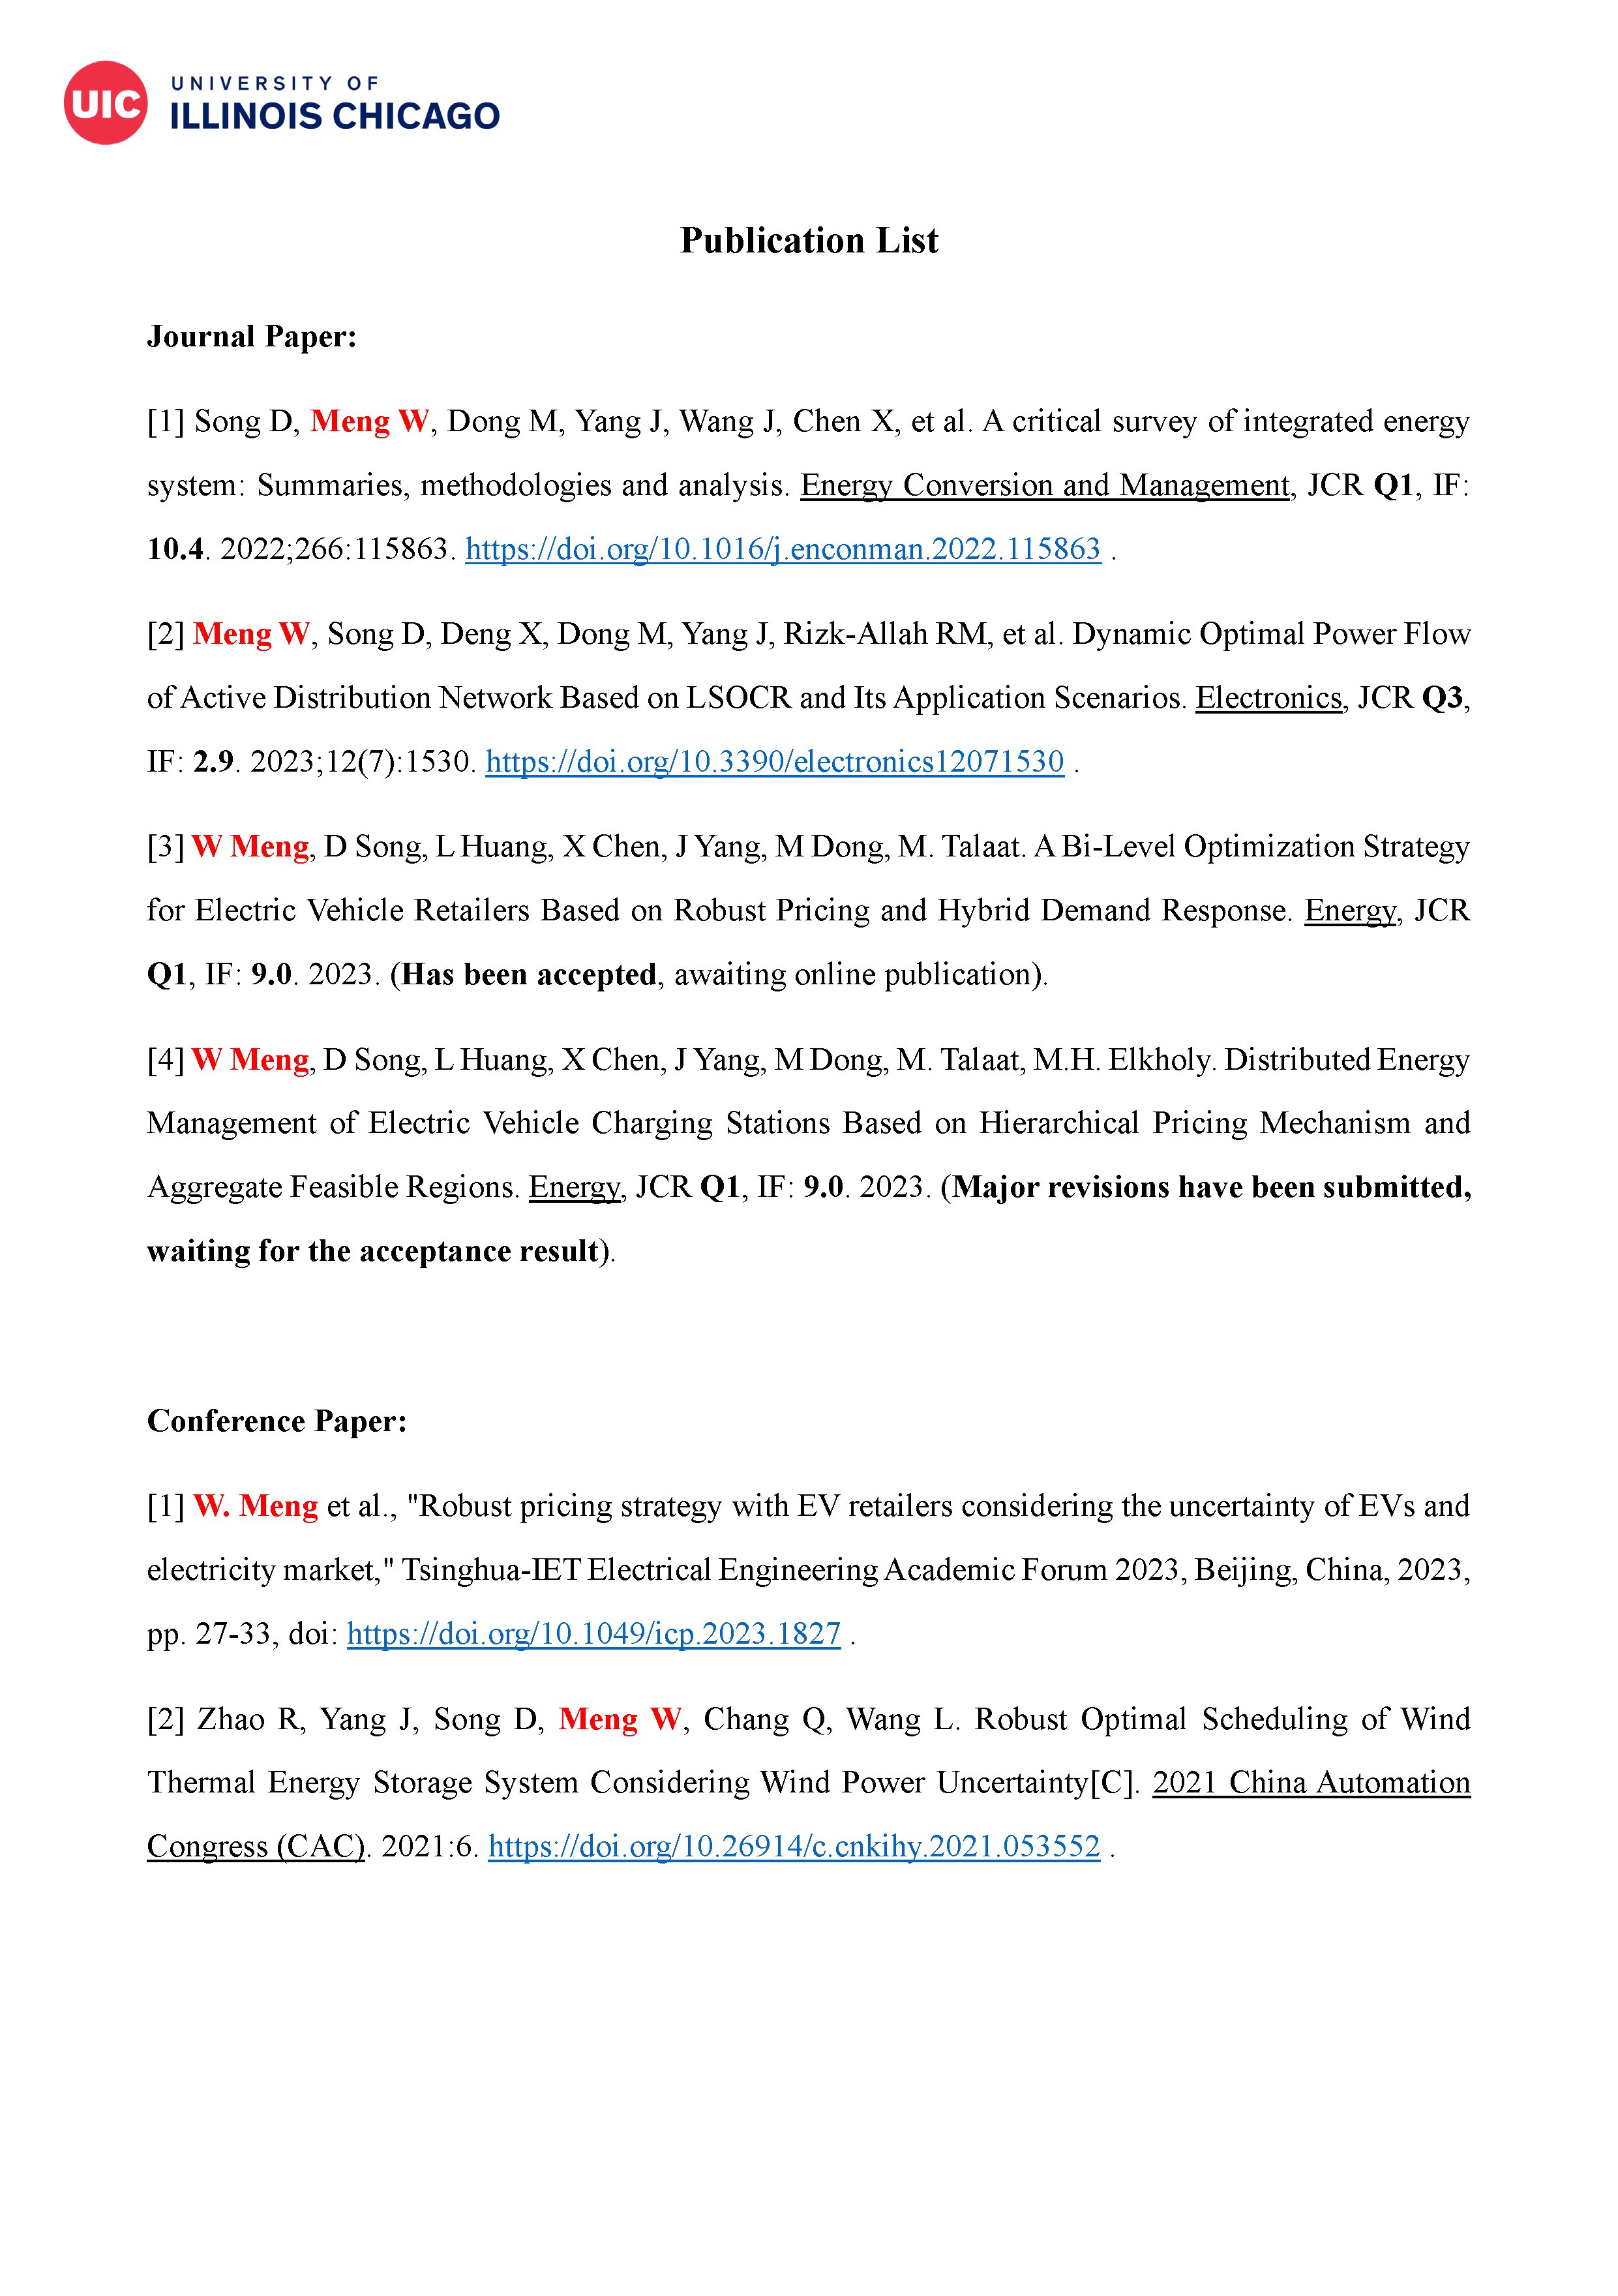 UIC
UNIVERSITY OF
ILLINOIS CHICAGO
Publication List
Journal Paper:
[1] Song D, Meng W, Dong M, Yang J, Wang J, Chen X, et al. A critical survey of integrated energy
system: Summaries, methodologies and analysis. Energy Conversion and Management, JCR Q1, IF:
10.4. 2022;266:115863. https://doi.org/10.1016/j.enconman.2022.115863 .
[2] Meng W, Song D, Deng X, Dong M, Yang J, Rizk-Allah RM, et al. Dynamic Optimal Power Flow
of Active Distribution Network Based on LSOCR and Its Application Scenarios. Electronics, JCR Q3,
IF: 2.9. 2023;12(7):1530. https://doi.org/10.3390/electronics12071530 .
[3] W Meng, D Song, L Huang, X Chen, J Yang, M Dong, M. Talaat. A Bi-Level Optimization Strategy
for Electric Vehicle Retailers Based on Robust Pricing and Hybrid Demand Response. Energy, JCR
Q1, IF: 9.0. 2023. (Has been accepted, awaiting online publication).
[4] W Meng, D Song, L Huang, X Chen, J Yang, M Dong, M. Talaat, M.H. Elkholy. Distributed Energy
Management of Electric Vehicle Charging Stations Based on Hierarchical Pricing Mechanism and
Aggregate Feasible Regions. Energy, JCR Q1, IF: 9.0. 2023. (Major revisions have been submitted,
waiting for the acceptance result).
Conference Paper:
[1] W. Meng et al., "Robust pricing strategy with EV retailers considering the uncertainty of EVs and
electricity market," Tsinghua-IET Electrical Engineering Academic Forum 2023, Beijing, China, 2023,
pp. 27-33, doi: https://doi.org/10.1049/icp.2023.1827 .
[2] Zhao R, Yang J, Song D, Meng W, Chang Q, Wang L. Robust Optimal Scheduling of Wind
Thermal Energy Storage System Considering Wind Power Uncertainty[C]. 2021 China Automation
Congress (CAC). 2021:6. https://doi.org/10.26914/c.cnkihy.2021.053552 .